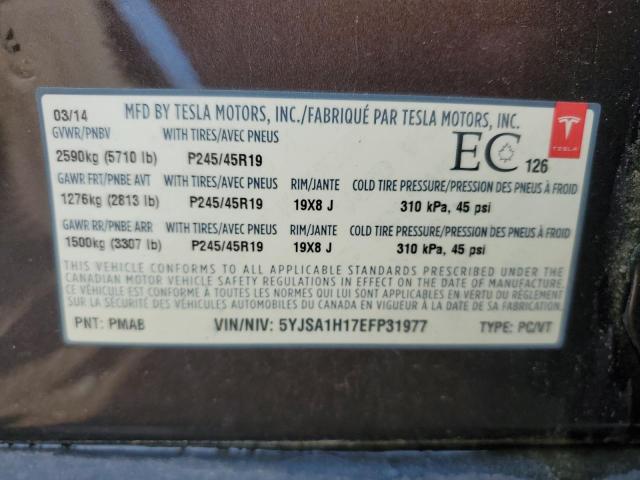 03/14 MFD BY TESLA MOTORS, INC./FABRIQUÉ PAR TESLA MOTORS, INC.
GVWR/PNBV WITH TIRES/AVEC PNEUS
2590kg (5710 lb) P245/45R19 EC 126 TESLA
GAWR FRT/PNBE AVT WITH TIRES/AVEC PNEUS RIM/JANTE COLD TIRE PRESSURE/PRESSION DES PNEUS À FROID
1276kg (2813 lb) P245/45R19 19X8 J 310 kPa, 45 psi
GAWR RR/PNBE ARR WITH TIRES/AVEC PNEUS RIM/JANTE COLD TIRE PRESSURE/PRESSION DES PNEUS À FROID
1500kg (3307 lb) P245/45R19 19X8 J 310 kPa, 45 psi
THIS VEHICLE CONFORMS TO ALL APPLICABLE STANDARDS PRESCRIBED UNDER THE
CANADIAN MOTOR VEHICLE SAFETY REGULATIONS IN EFFECT ON THE DATE OF MANUFACTURE.
CE VÉHICULE EST CONFORME À TOUTES LES NORMES QUI LUI SONT APPLICABLES EN VERTU DU RÈGLEMENT
SUR LA SÉCURITÉ DES VÉHICULES AUTOMOBILES DU CANADA EN VIGUEUR À LA DATE DE SA FABRICATION.
PNT: PMAB VIN/NIV: 5YJSA1H17EFP31977 TYPE: PC/VT